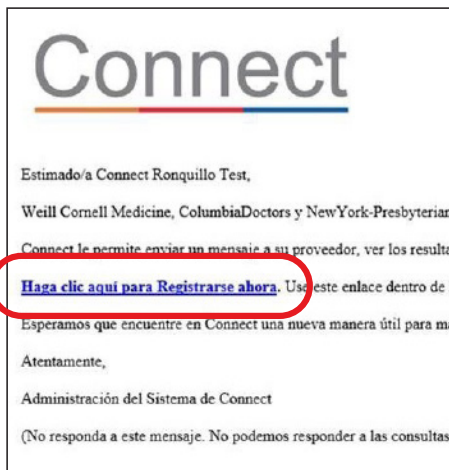 Connect
Estimado/a Connect Ronquillo Test,
Weill Cornell Medicine, ColumbiaDoctors y NewYork-Presbyterian
Connect le permite enviar un mensaje a su proveedor, ver los resulta
Haga clic aquí para Registrarse ahora. Use este enlace dentro de
Esperamos que encuentre en Connect una nueva manera útil para ma
Atentamente,
Administración del Sistema de Connect
(No responda a este mensaje. No podemos responder a las consultas